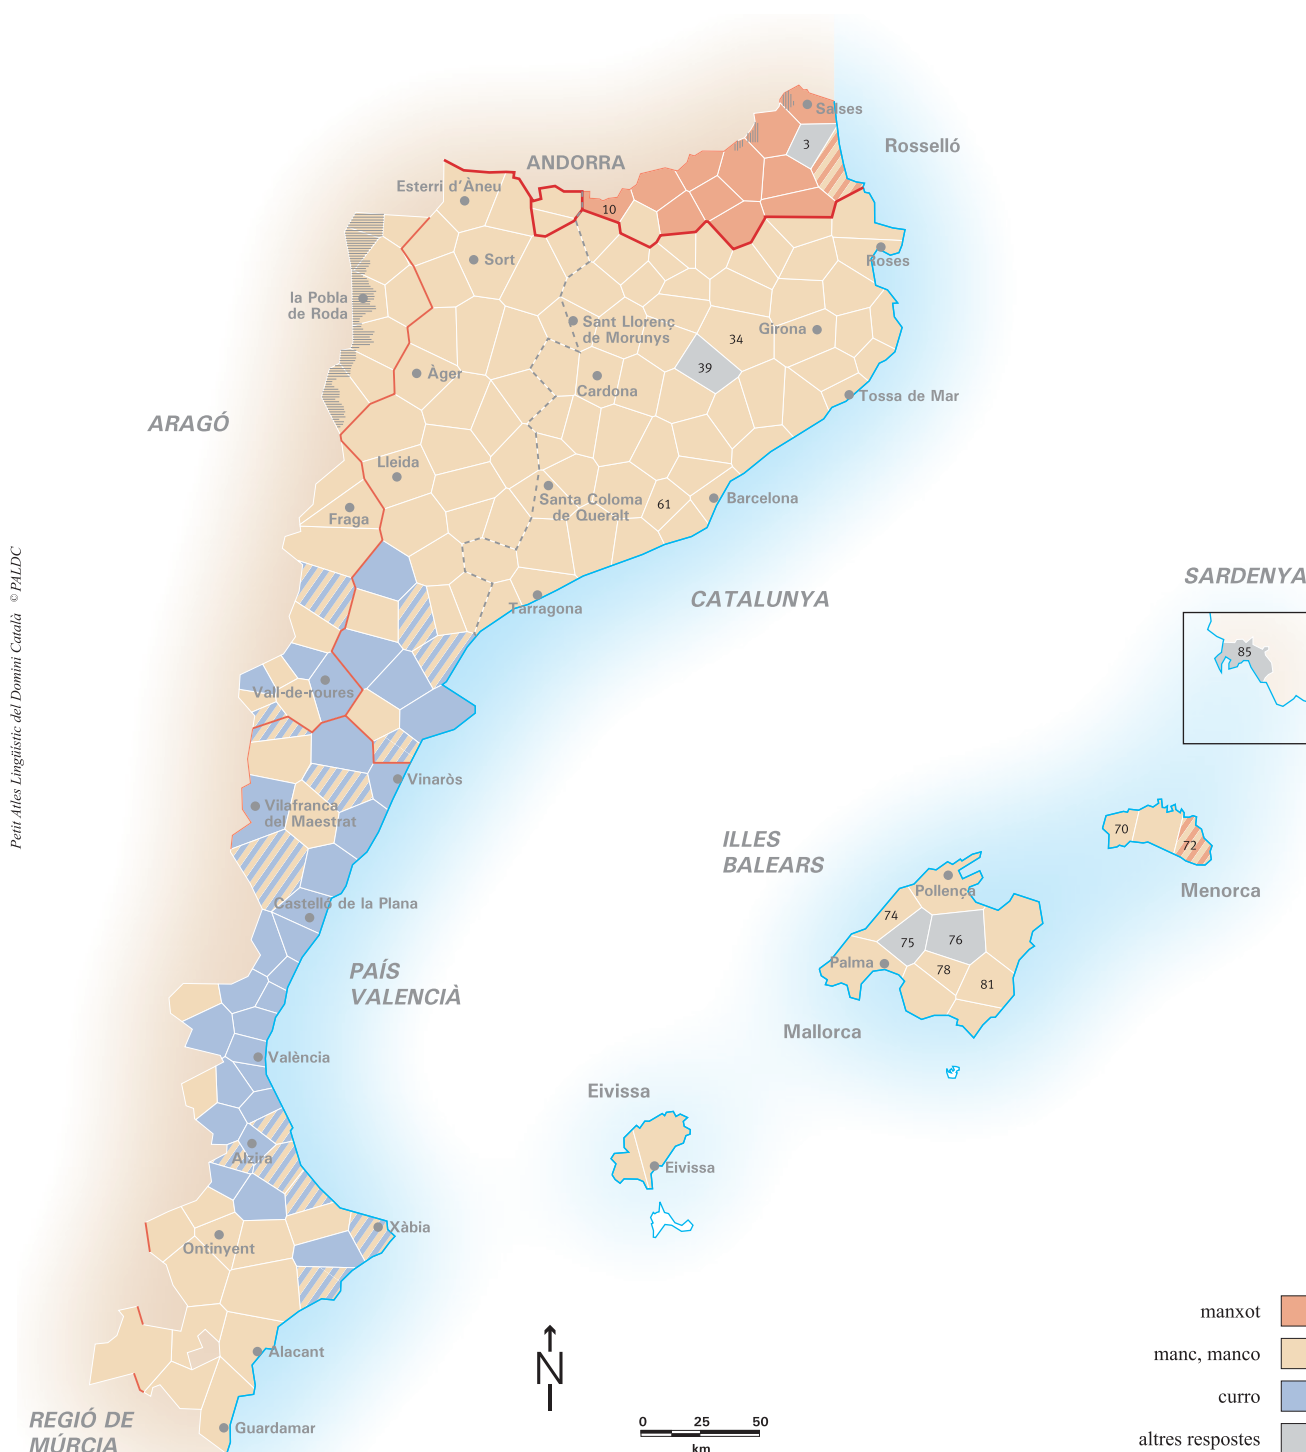 Salses
Rosselló
3
ANDORRA
Esterri d'Àneu
10
Roses
Sort
la Pobla
de Roda
Sant Llorenç
de Morunys
34
Girona
39
Àger
Cardona
Tossa de Mar
ARAGÓ
Lleida
Santa Coloma
de Queralt
61
Barcelona
Fraga
Petit Atles Lingüístic del Domini Català © PALDC
SARDENYA
CATALUNYA
Tarragona
85
Vall-de-roures
Vinaròs
Vilafranca
del Maestrat
ILLES
BALEARS
70
72
Menorca
Pollença
Castelló de la Plana
74
75
76
Palma
78
81
PAÍS
VALENCIÀ
Mallorca
València
Eivissa
Alzira
Eivissa
Xàbia
Ontinyent
manxot
Alacant
manc, manco
N
curro
REGIÓ DE
MÚRCIA
Guardamar
0 25 50
km
altres respostes